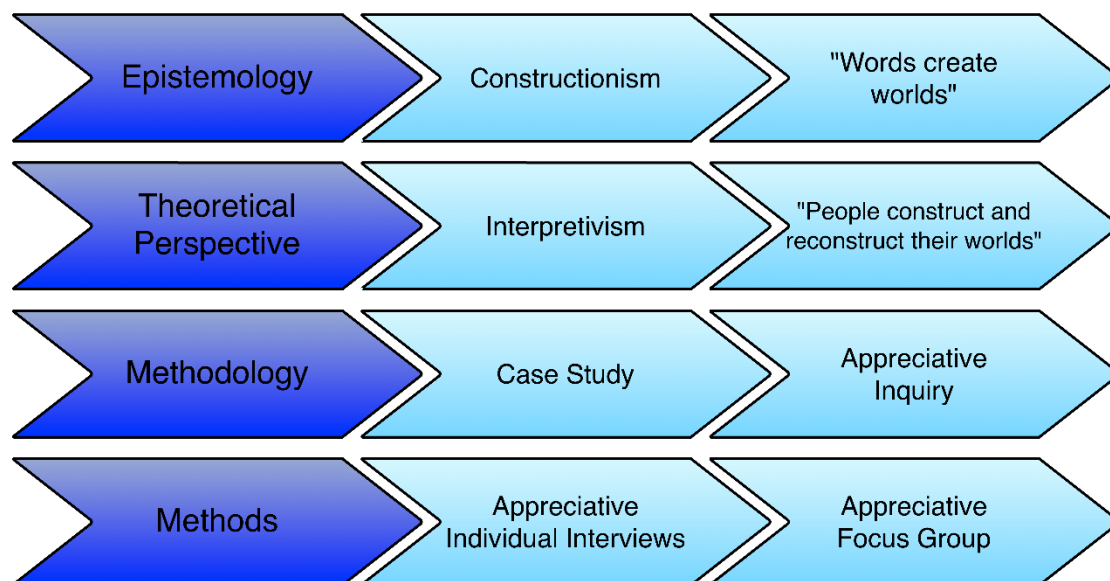 Epistemology
Constructionism
"Words create
worlds"
Theoretical
Perspective
Interpretivism
"People construct and
reconstruct their worlds"
Methodology
Case Study
Appreciative
Inquiry
Methods
Appreciative
Individual Interviews
Appreciative
Focus Group